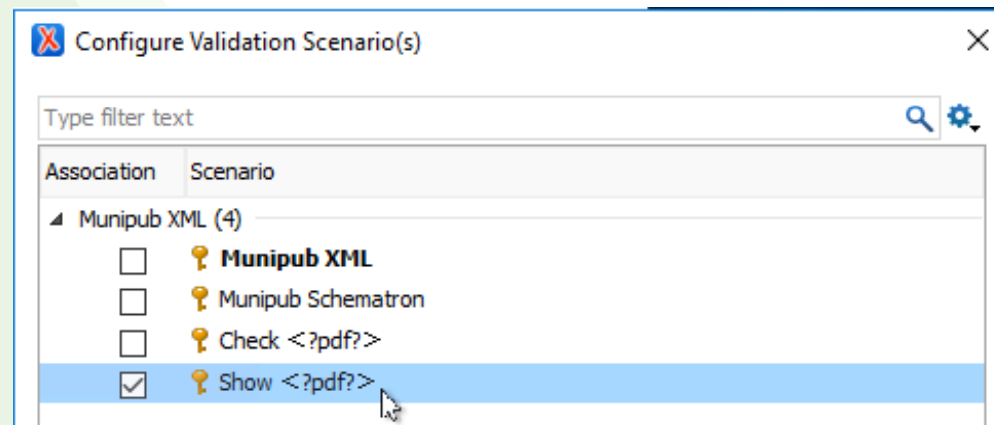 Configure Validation Scenario(s)
Type filter text
Association Scenario
Munipub XML (4)
Munipub XML
Munipub Schematron
Check <?pdf?>
Show <?pdf?>